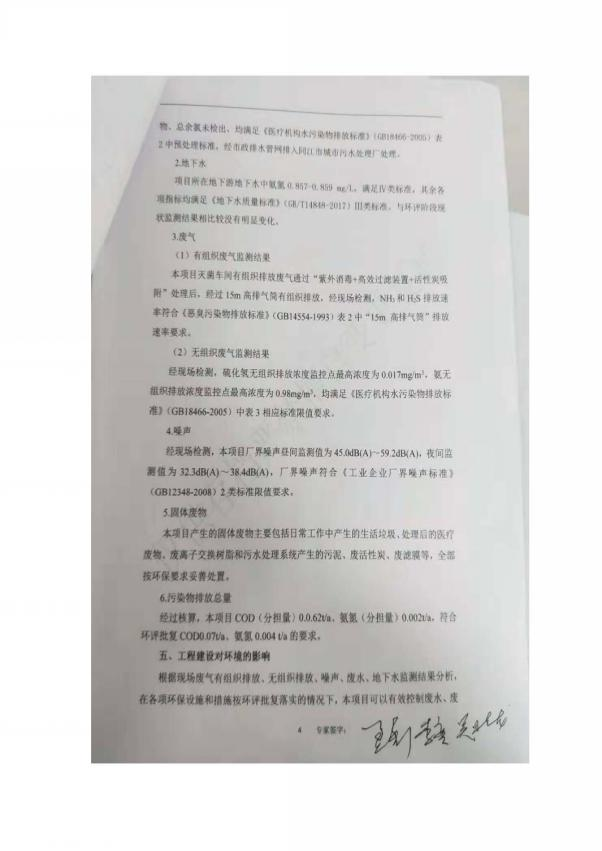 物、总余氯未检出、均满足《医疗机构水污染物排放标准》(GB18466-2005)表
2中预处理标准，经市政排水管网排入同江市城市污水处理厂处理。
2.地下水
项目所在地下游地下水中氨氮 0.857-0.859 mg/L，满足Ⅳ类标准，其余各
项指标均满足《地下水质量标准》(GB/T14848-2017)Ⅲ类标准。与环评阶段现
状监测结果相比较没有明显变化。
3.废气
（1）有组织废气监测结果
本项目灭菌车间有组织排放废气通过“紫外消毒+高效过滤装置+活性炭吸
附”处理后，经过 15m 高排气筒有组织排放，经现场检测，NH₃ 和 H₂S 排放速
率符合《恶臭污染物排放标准》（GB14554-1993）表 2 中“15m 高排气筒”排放
速率要求。
（2）无组织废气监测结果
经现场检测，硫化氢无组织排放浓度监控点最高浓度为 0.017mg/m³，氨无
组织排放浓度监控点最高浓度为 0.98mg/m³，均满足《医疗机构水污染物排放标
准》（GB18466-2005）中表 3 相应标准限值要求。
4.噪声
经现场检测，本项目厂界噪声昼间监测值为 45.0dB(A)～59.2dB(A)，夜间监
测值为 32.3dB(A)～38.4dB(A)，厂界噪声符合《工业企业厂界噪声标准》
（GB12348-2008）2 类标准限值要求。
5.固体废物
本项目产生的固体废物主要包括日常工作中产生的生活垃圾、处理后的医疗
废物、废离子交换树脂和污水处理系统产生的污泥、废活性炭、废滤膜等，全部
按环保要求妥善处置。
6.污染物排放总量
经过核算，本项目 COD（分担量）0.0.62t/a、氨氮（分担量）0.002t/a，符合
环评批复 COD0.07t/a、氨氮 0.004 t/a 的要求。
五、工程建设对环境的影响
根据现场废气有组织排放、无组织排放、噪声、废水、地下水监测结果分析，
在各项环保设施和措施按环评批复落实的情况下，本项目可以有效控制废水、废
4 专家签字：